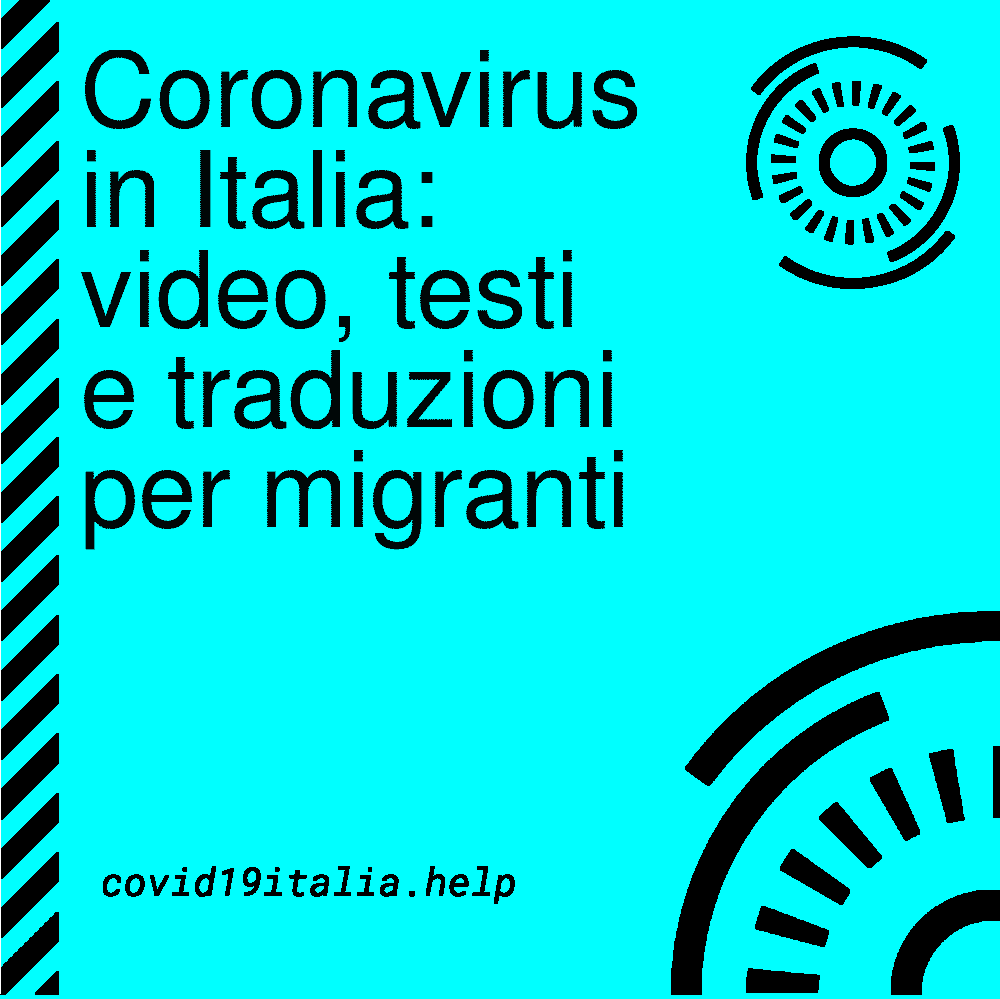 Coronavirus
in Italia:
video, testi
e traduzioni
per migranti
covid19italia.help